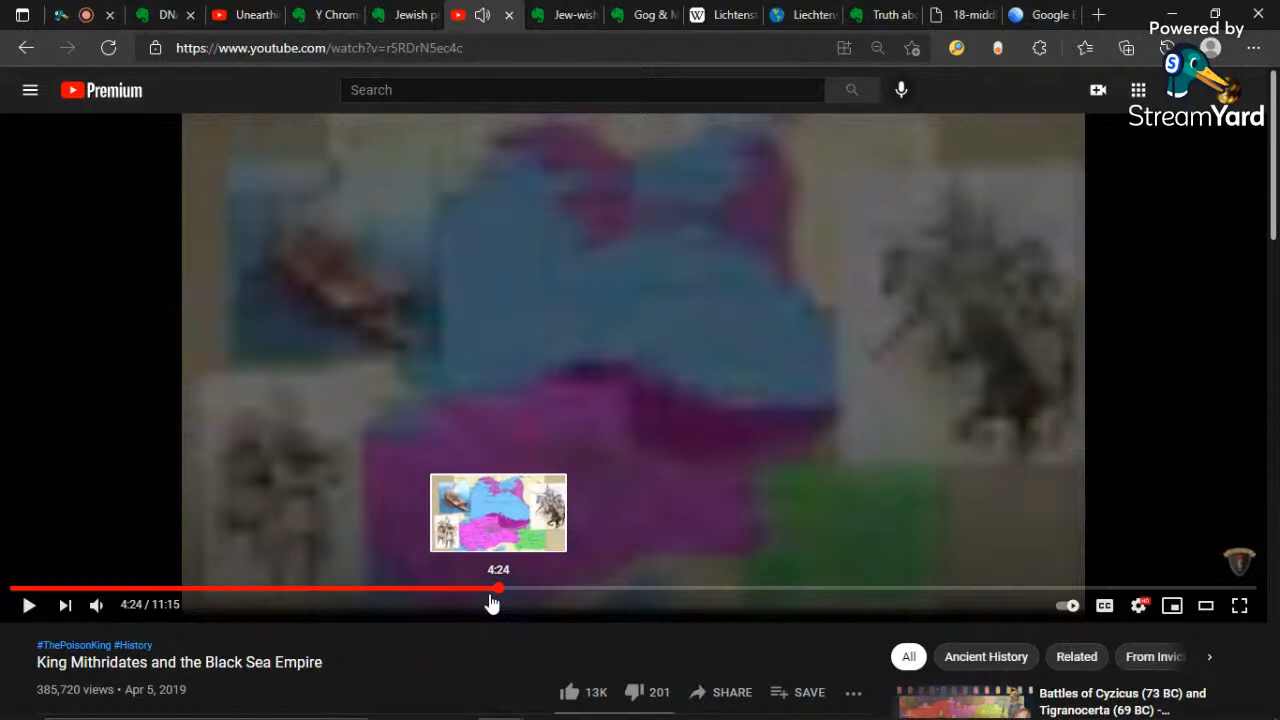 DN
Unearth
Y Chrom
Jewish p
Jew-wish
Gog & M
Lichtens
Liechten
Truth abo
18-middl
Google E
Powered by
https://www.youtube.com/watch?v=r5RDrN5ec4c
Premium
Search
StreamYard
4:24
4:24 / 11:15
CC
HD
#ThePoisonKing #History
King Mithridates and the Black Sea Empire
385,720 views • Apr 5, 2019
13K
201
SHARE
SAVE
All
Ancient History
Related
From Invic
Battles of Cyzicus (73 BC) and
Tigranocerta (69 BC) -...